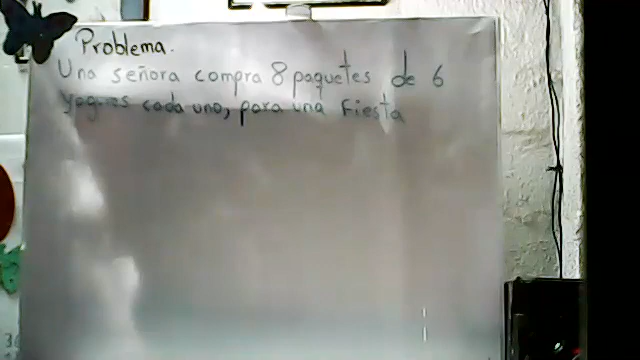 Problema.
Una señora compra 8 paquetes de 6
yogures cada uno, para una fiesta